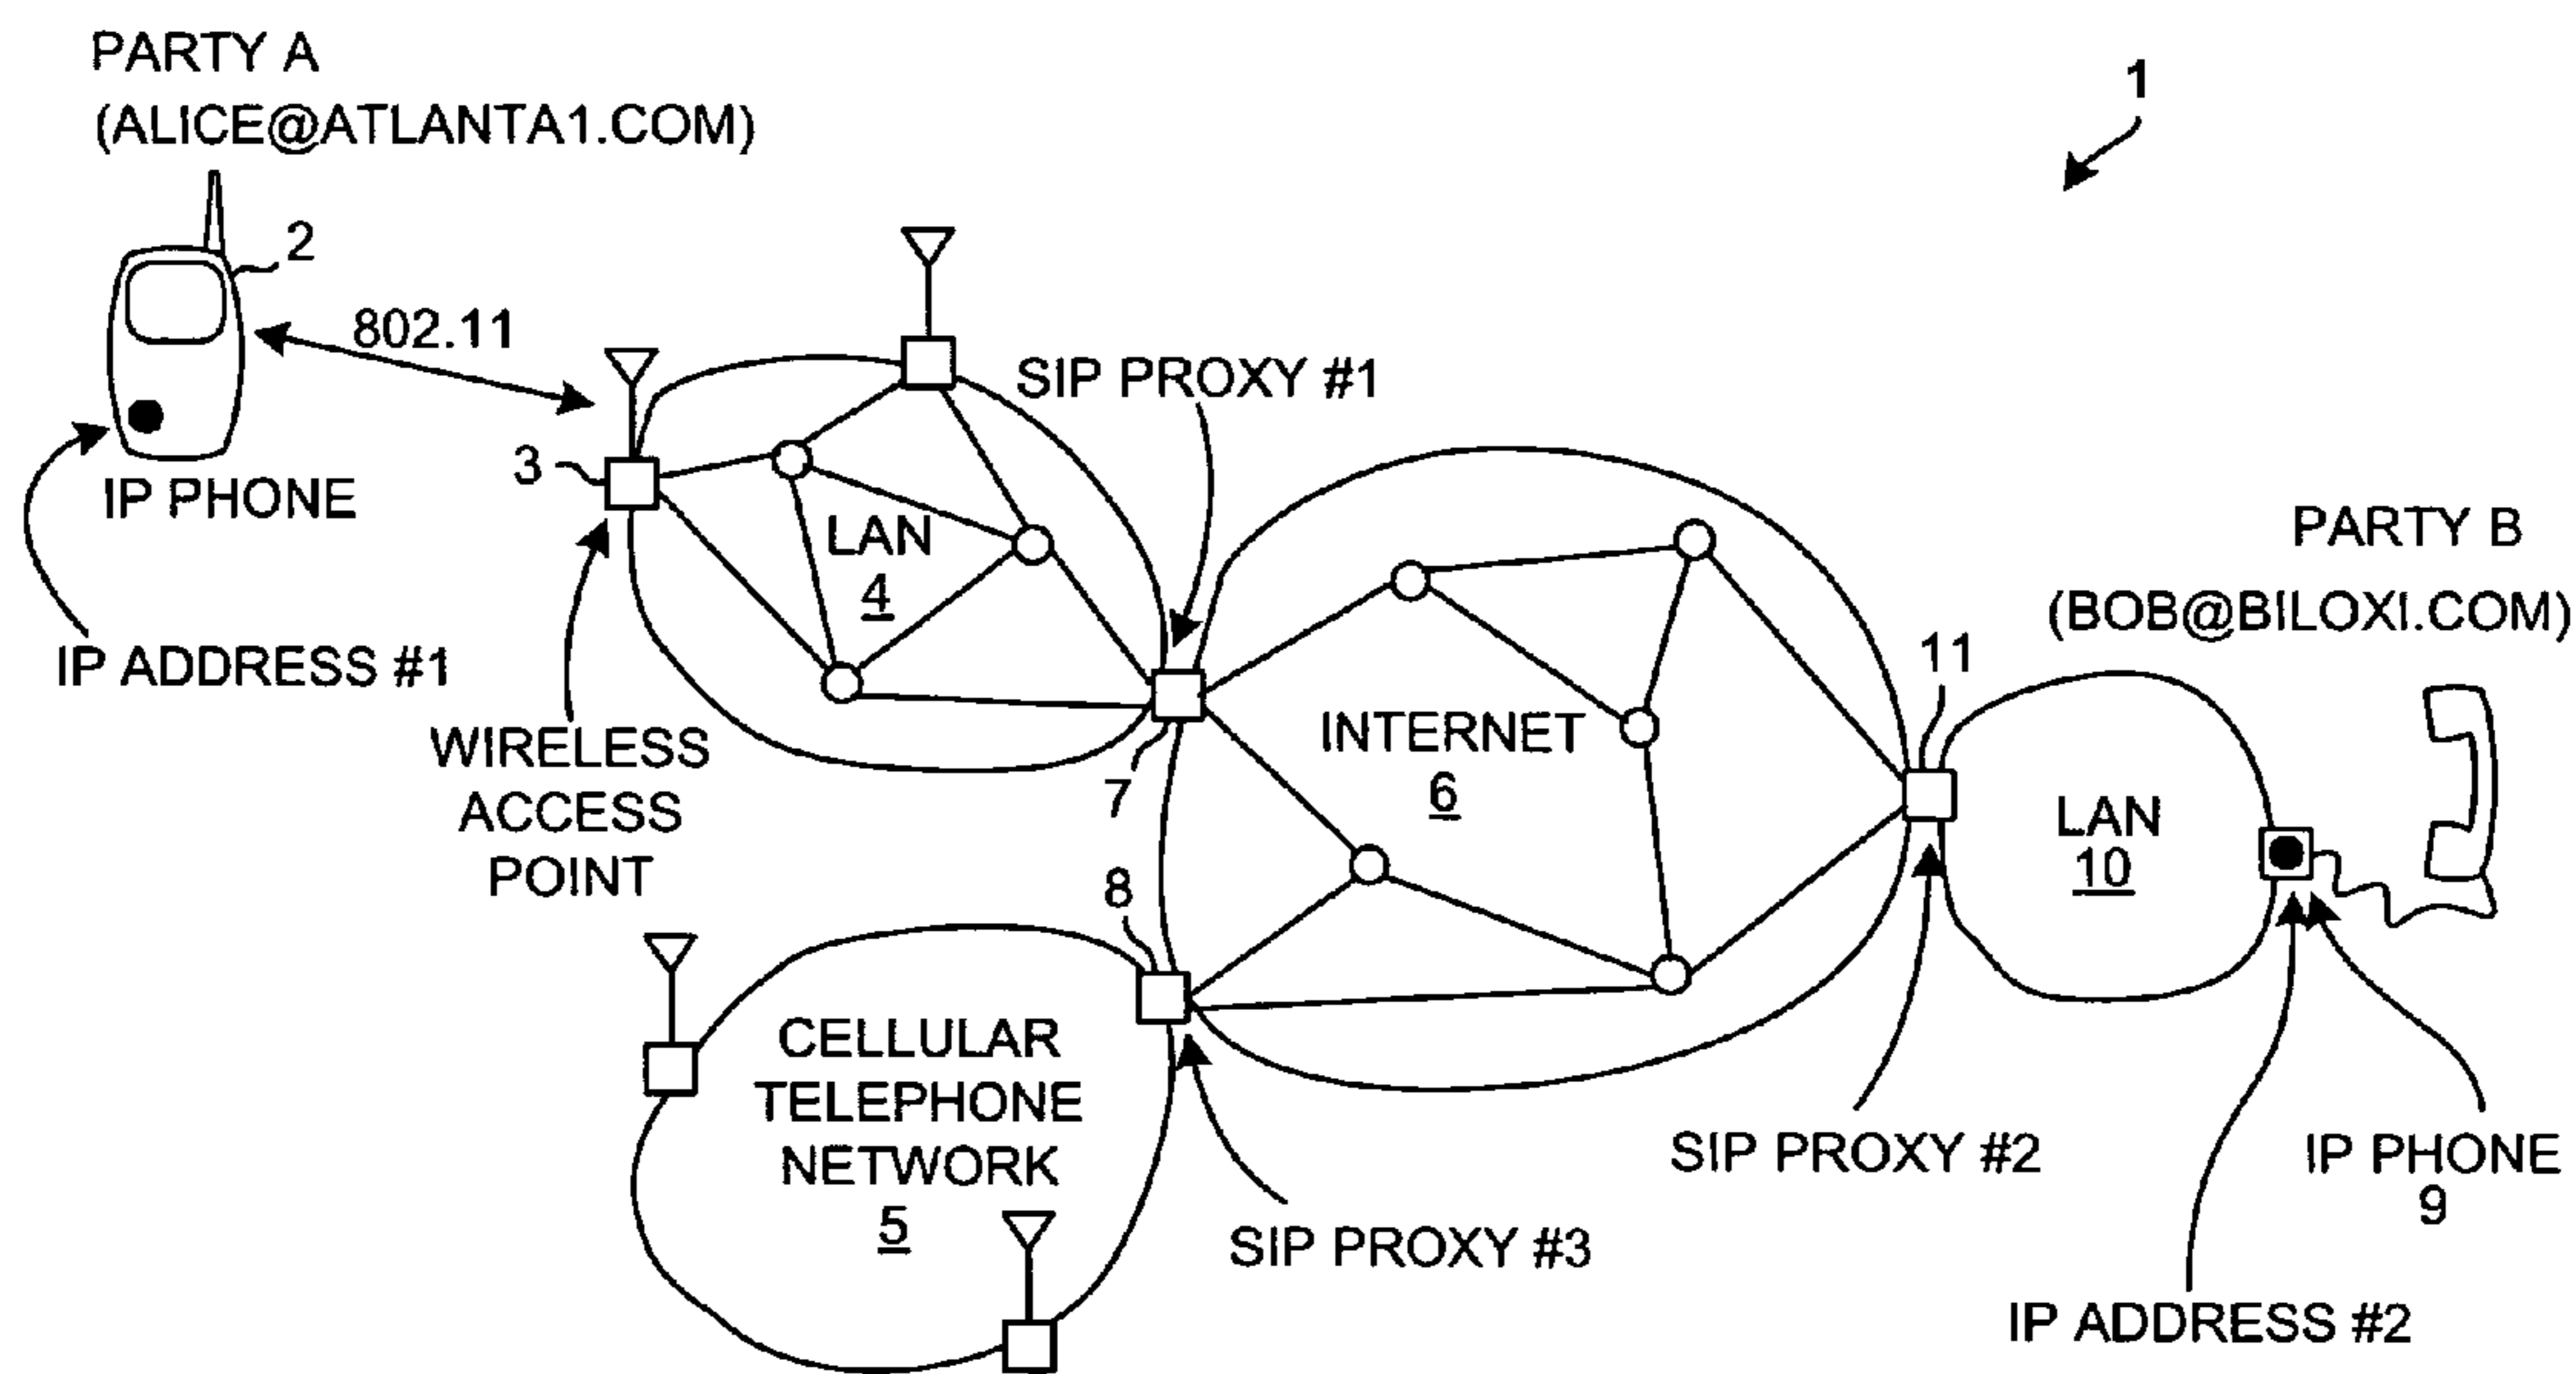 PARTY A
(ALICE@ATLANTA1.COM)
1
2
802.11
SIP PROXY #1
3
IP PHONE
LAN
4
PARTY B
(BOB@BILOXI.COM)
IP ADDRESS #1
11
WIRELESS
ACCESS
POINT
7
INTERNET
6
LAN
10
8
CELLULAR
TELEPHONE
NETWORK
5
SIP PROXY #2
IP PHONE
9
SIP PROXY #3
IP ADDRESS #2